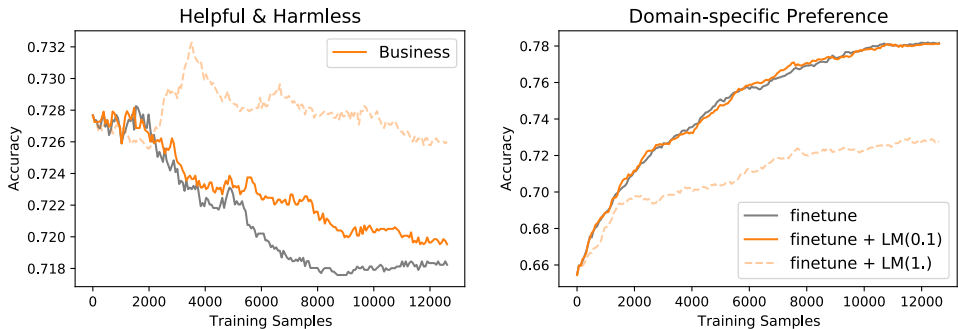 Helpful & Harmless
Accuracy
0.732
0.730
0.728
0.726
0.724
0.722
0.720
0.718
0 2000 4000 6000 8000 10000 12000
Training Samples
Business
Domain-specific Preference
Accuracy
0.78
0.76
0.74
0.72
0.70
0.68
0.66
0 2000 4000 6000 8000 10000 12000
Training Samples
finetune
finetune + LM(0.1)
finetune + LM(1.)